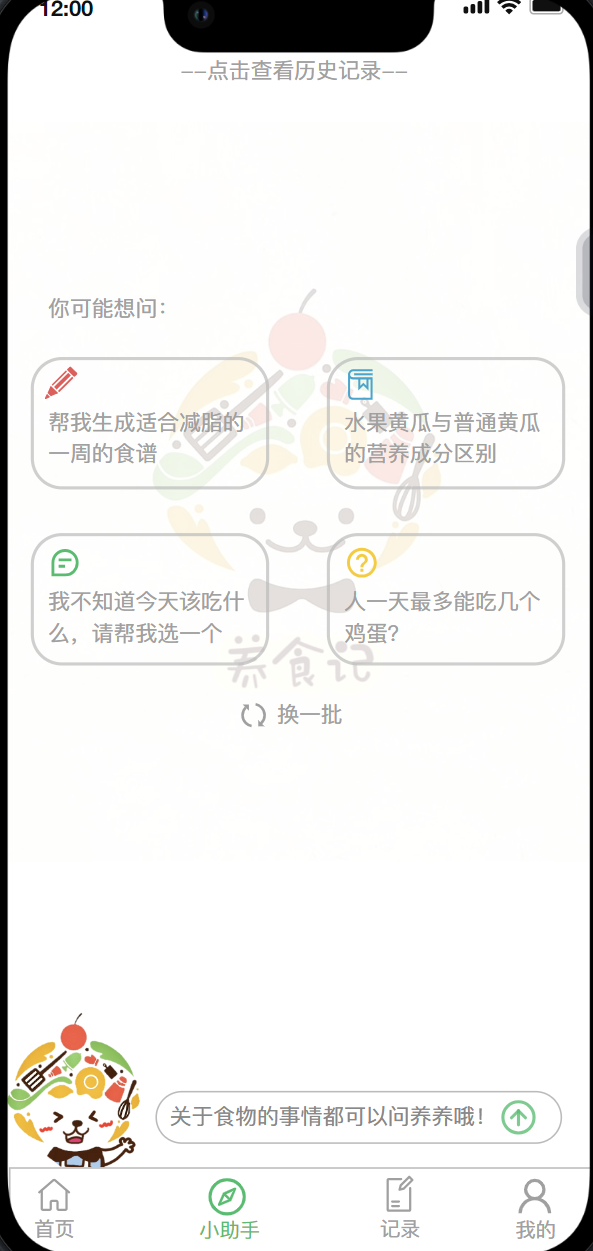 12:00
--点击查看历史记录--
你可能想问：
帮我生成适合减脂的
一周的食谱
水果黄瓜与普通黄瓜
的营养成分区别
我不知道今天该吃什
么，请帮我选一个
人一天最多能吃几个
鸡蛋？
养食记
换一批
关于食物的事情都可以问养养哦！
首页
小助手
记录
我的